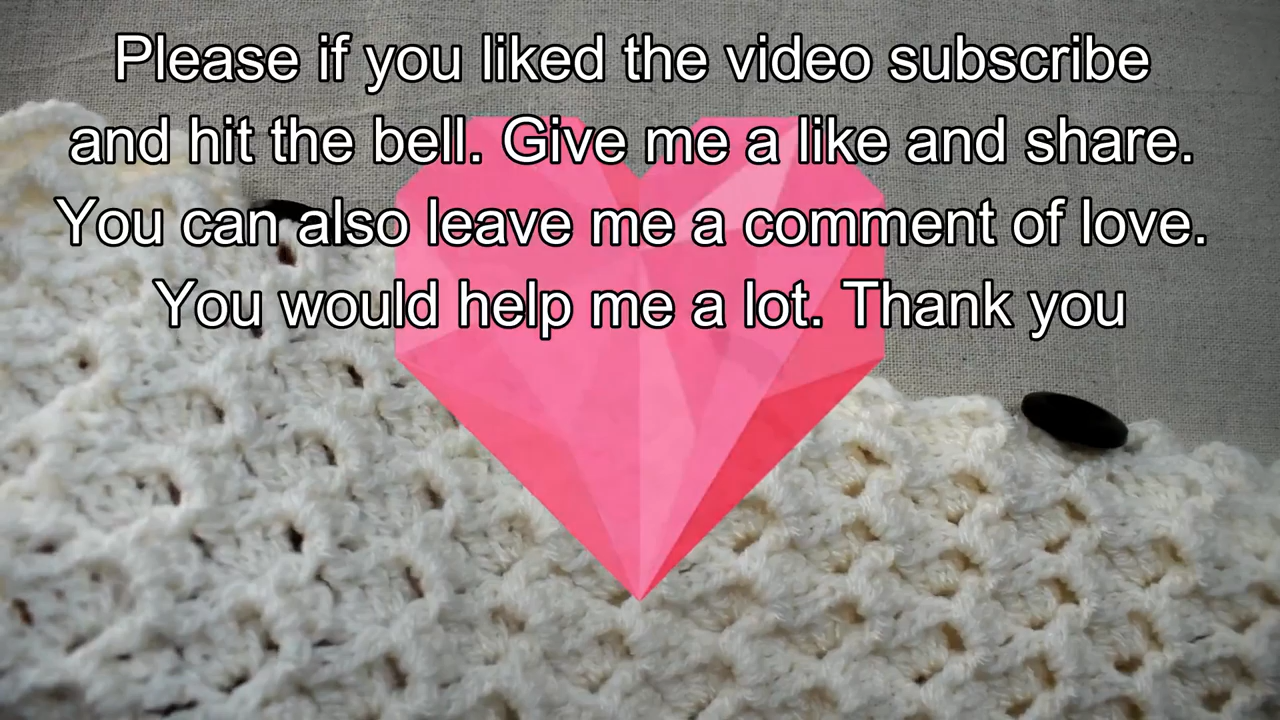 Please if you liked the video subscribe
and hit the bell. Give me a like and share.
You can also leave me a comment of love.
You would help me a lot. Thank you